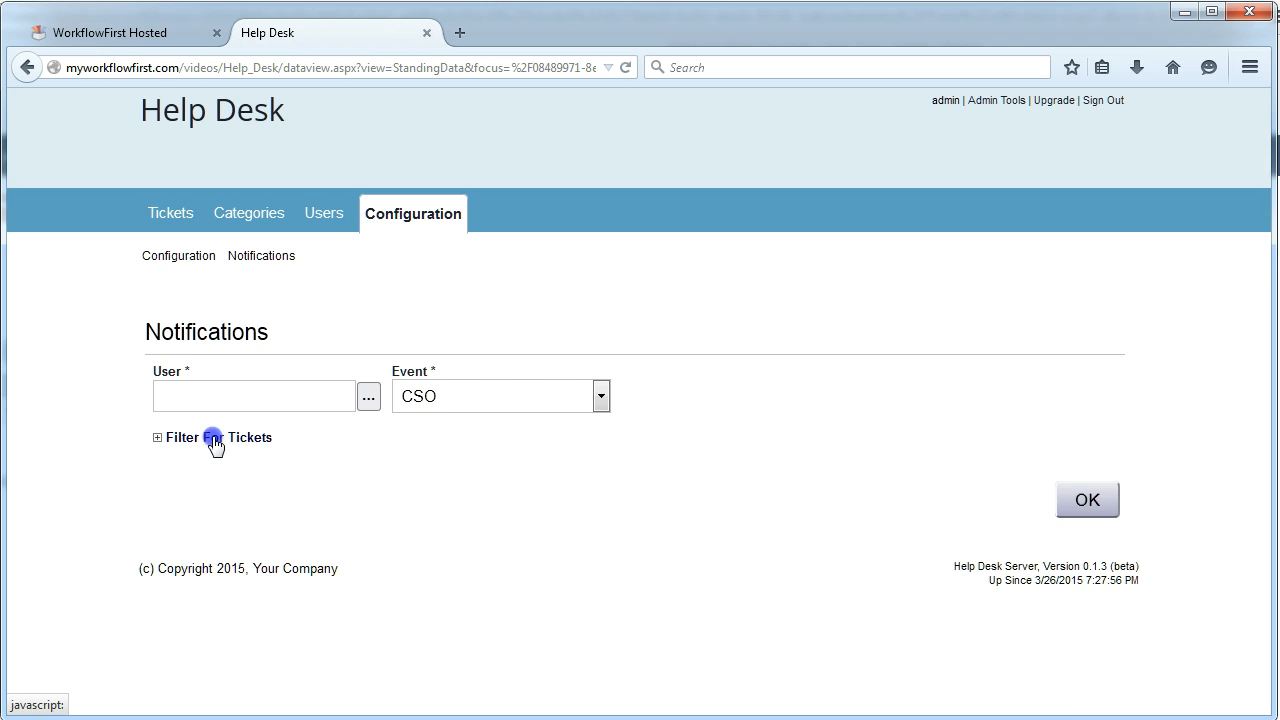 WorkflowFirst Hosted
Help Desk
myworkflowfirst.com/videos/Help_Desk/dataview.aspx?view=StandingData&focus=%2F08489971-8e
Search
Help Desk
admin | Admin Tools | Upgrade | Sign Out
Tickets Categories Users Configuration
Configuration Notifications
Notifications
User * Event *
... CSO
Filter For Tickets
OK
(c) Copyright 2015, Your Company
Help Desk Server, Version 0.1.3 (beta)
Up Since 3/26/2015 7:27:56 PM
javascript: